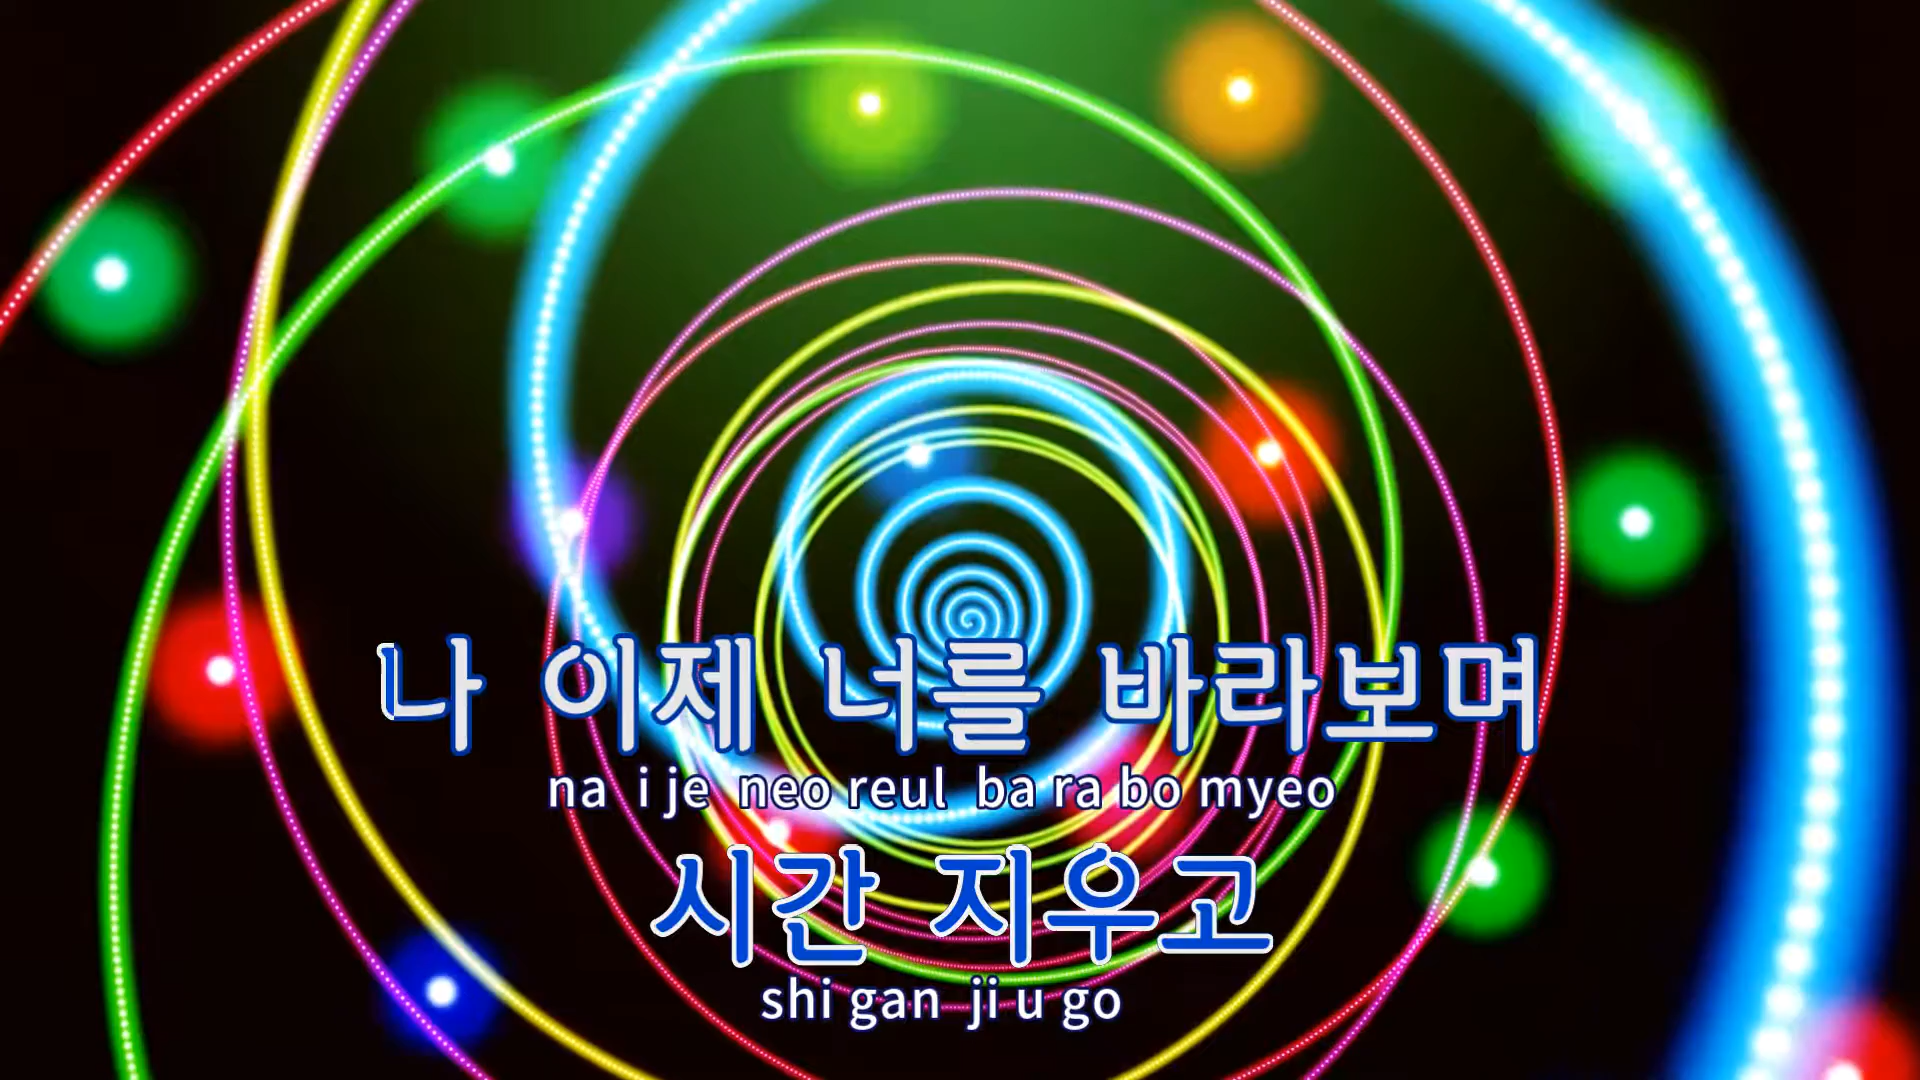 나 이제 너를 바라보며
na i je neo reul ba ra bo myeo
시간 지우고
shi gan ji u go